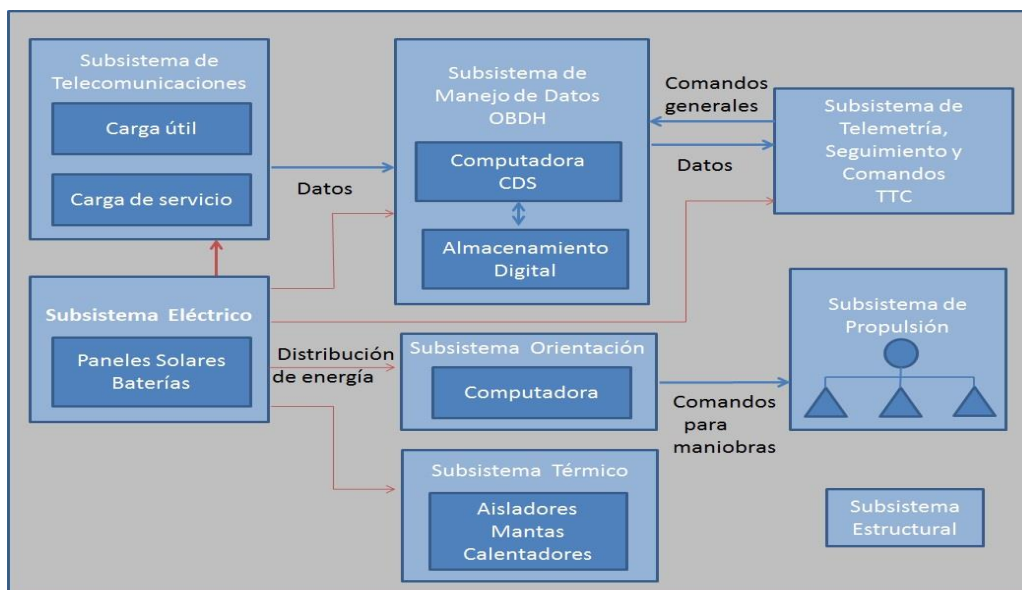 Subsistema de
Telecomunicaciones
Carga útil
Carga de servicio
Datos
Subsistema de
Manejo de Datos
OBDH
Computadora
CDS
Almacenamiento
Digital
Comandos
generales
Datos
Subsistema de
Telemetría,
Seguimiento y
Comandos
TTC
Subsistema Eléctrico
Paneles Solares
Baterías
Distribución
de energía
Subsistema Orientación
Computadora
Comandos
para
maniobras
Subsistema de
Propulsión
Subsistema Térmico
Aisladores
Mantas
Calentadores
Subsistema
Estructural